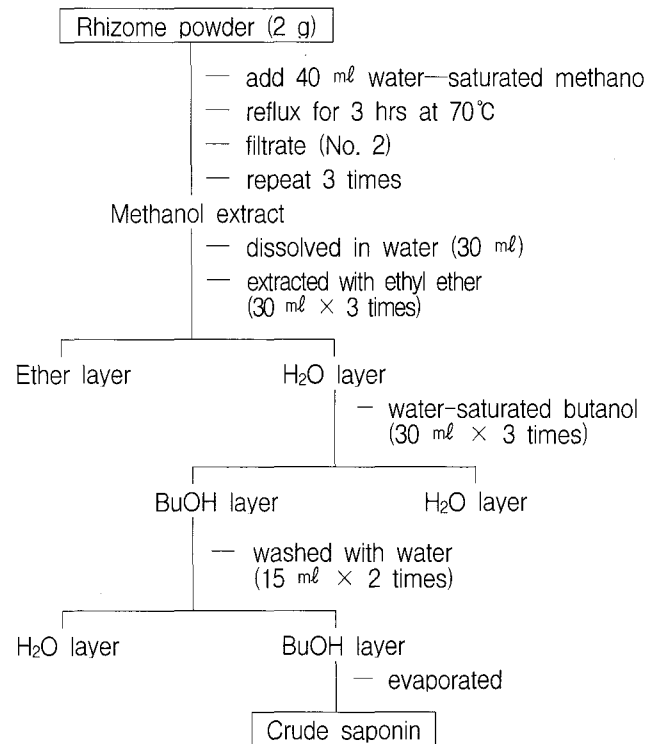 Rhizome powder (2 g)
— add 40 ㎖ water—saturated methano
— reflux for 3 hrs at 70℃
— filtrate (No. 2)
— repeat 3 times
Methanol extract
— dissolved in water (30 ㎖)
— extracted with ethyl ether
(30 ㎖ × 3 times)
Ether layer H₂O layer
— water-saturated butanol
(30 ㎖ × 3 times)
BuOH layer H₂O layer
— washed with water
(15 ㎖ × 2 times)
H₂O layer BuOH layer
— evaporated
Crude saponin